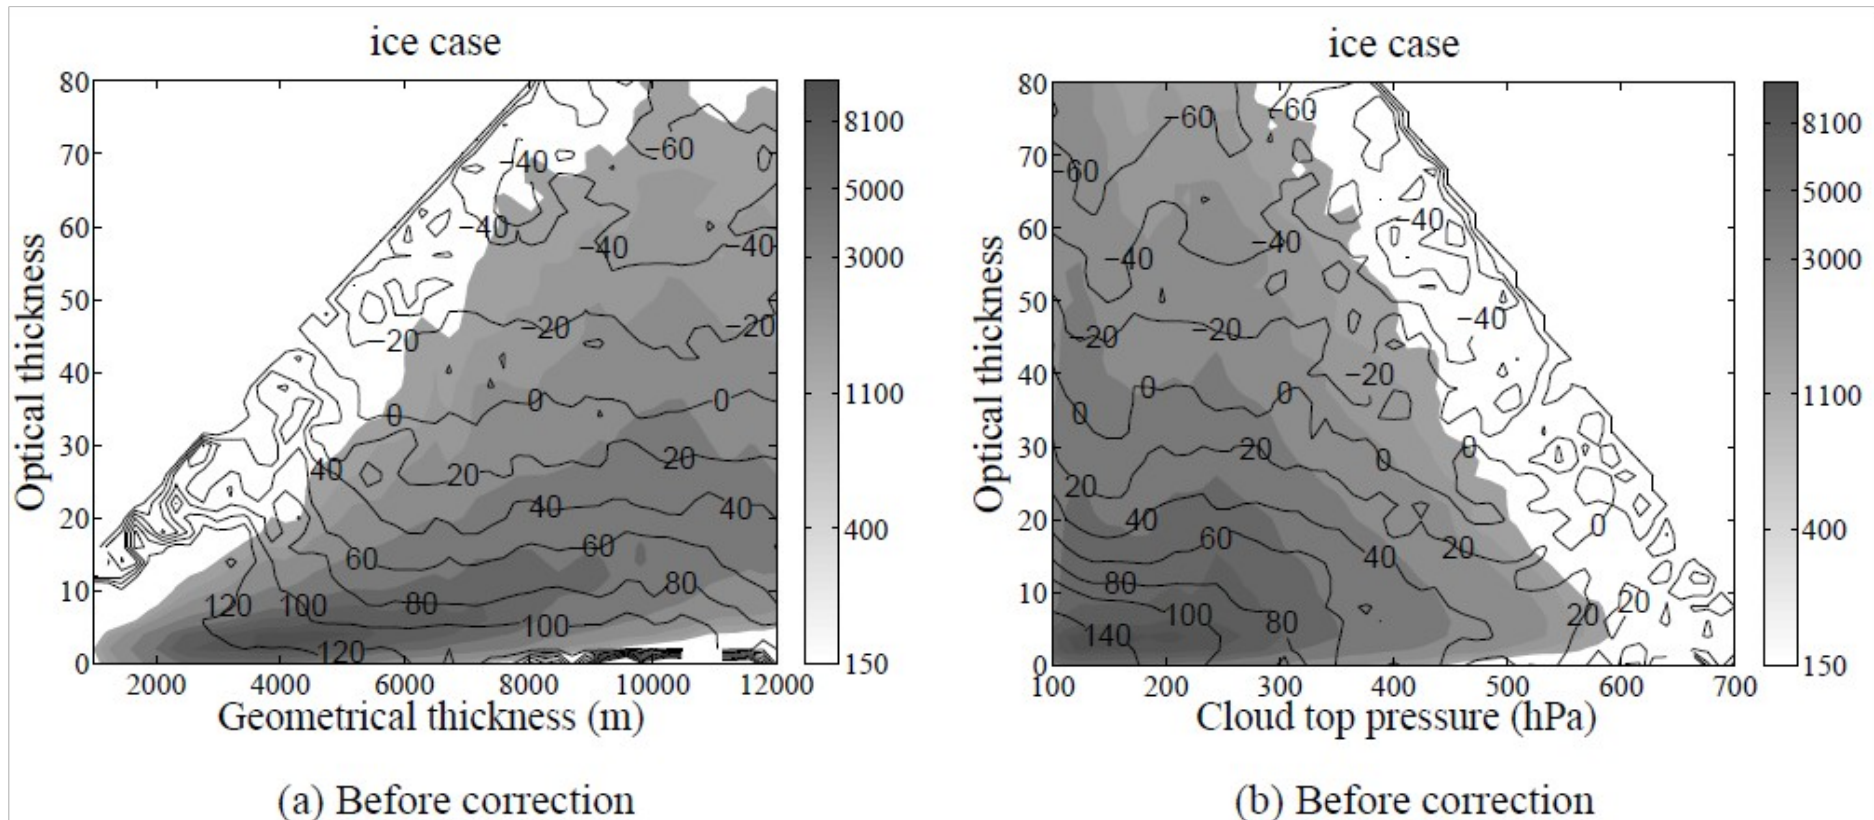 ice case
80
70
60
50
40
30
20
10
0
Optical thickness
2000 4000 6000 8000 10000 12000
Geometrical thickness (m)
−40 −60
−40 −40 −40
−20 −20 −20
0 0 0
40 20 20
40 40
60 60
120 100 80 80
100
120
8100
5000
3000
1100
400
150
(a) Before correction
ice case
80
70
60
50
40
30
20
10
0
Optical thickness
100 200 300 400 500 600 700
Cloud top pressure (hPa)
−60 −60
−60
−40 −40 −40
−20 −20 −40
−20
0 0 0
20 20 0 0
40 60 40 20 0
80
100 80 20 20
140
8100
5000
3000
1100
400
150
(b) Before correction